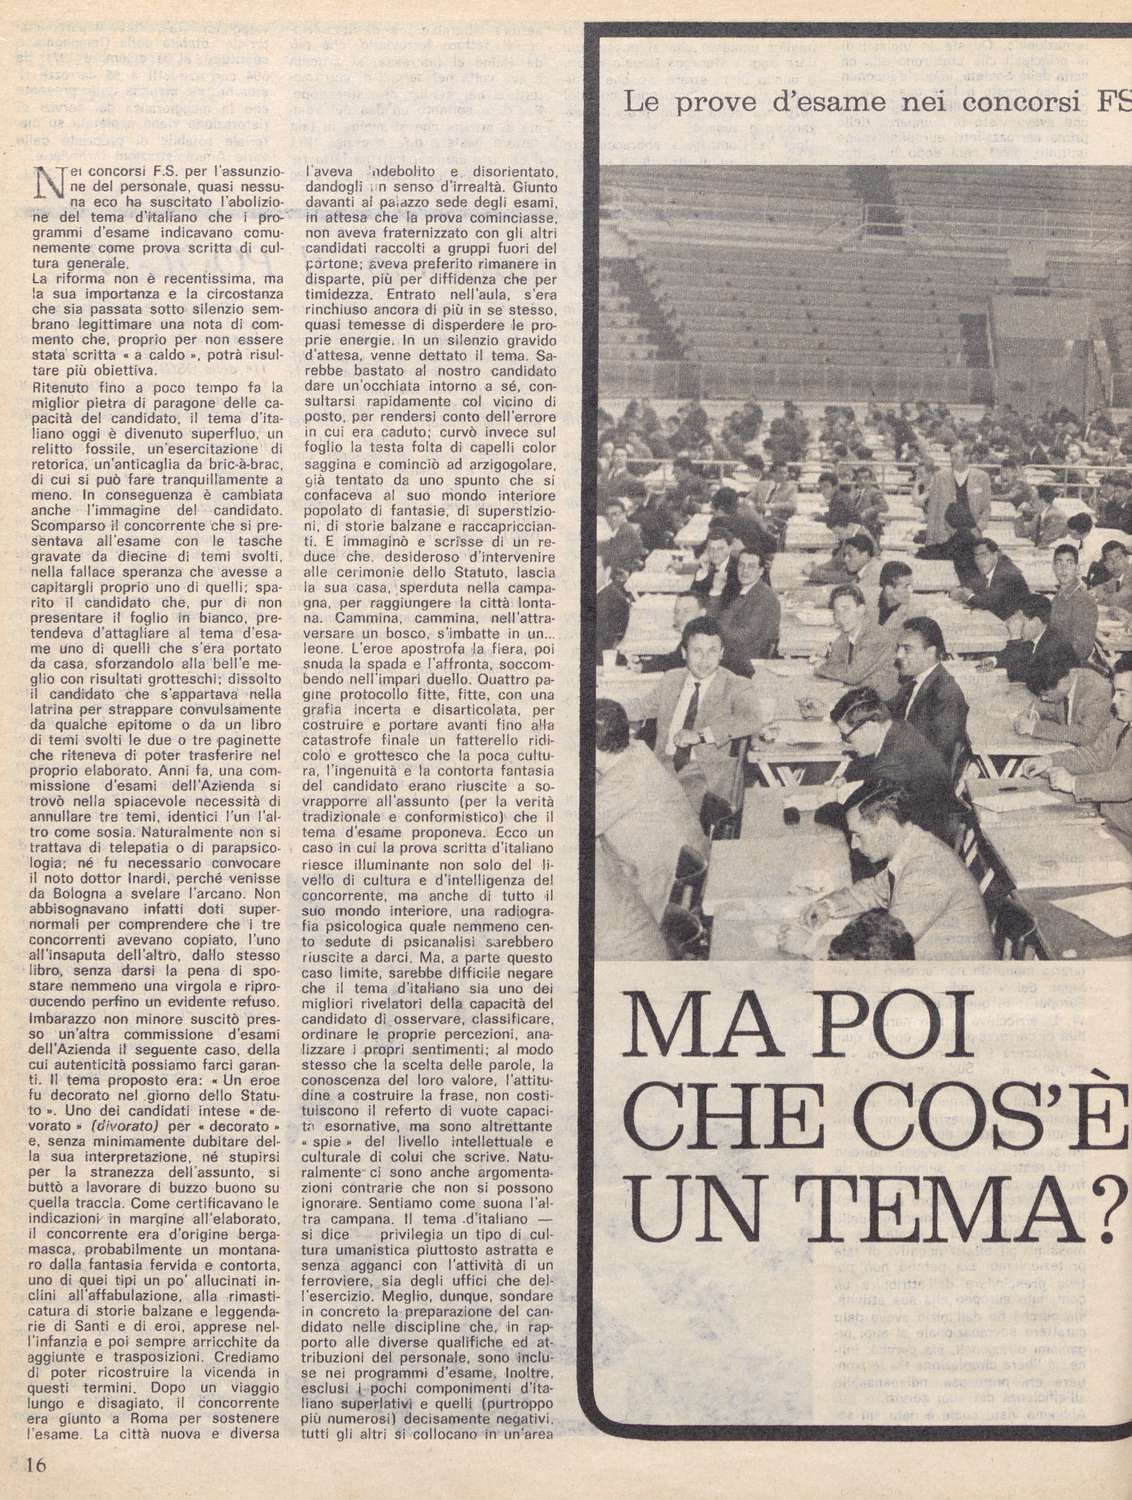 Nei concorsi F.S. per l'assunzio-
ne del personale, quasi nessu-
na eco ha suscitato l'abolizio-
ne del tema d'italiano che i pro-
grammi d'esame indicavano comu-
nemente come prova scritta di cul-
tura generale.
La riforma non è recentissima, ma
la sua importanza e la circostanza
che sia passata sotto silenzio sem-
brano legittimare una nota di com-
mento che, proprio per non essere
stata scritta « a caldo », potrà risul-
tare più obiettiva.
Ritenuto fino a poco tempo fa la
miglior pietra di paragone delle ca-
pacità del candidato, il tema d'ita-
liano oggi è divenuto superfluo, un
relitto fossile, un'esercitazione di
retorica, un'anticaglia da bric-à-brac,
di cui si può fare tranquillamente a
meno. In conseguenza è cambiata
anche l'immagine del candidato.
Scomparso il concorrente che si pre-
sentava all'esame con le tasche
gravate da diecine di temi svolti,
nella fallace speranza che avesse a
capitargli proprio uno di quelli; spa-
rito il candidato che, pur di non
presentare il foglio in bianco, pre-
tendeva d'attagliare al tema d'esa-
me uno di quelli che s'era portato
da casa, sforzandolo alla bell'e me-
glio con risultati grotteschi; dissolto
il candidato che s'appartava nella
latrina per strappare convulsamente
da qualche epitome o da un libro
di temi svolti le due o tre paginette
che riteneva di poter trasferire nel
proprio elaborato. Anni fa, una com-
missione d'esami dell'Azienda si
trovò nella spiacevole necessità di
annullare tre temi, identici l'un l'al-
tro come sosia. Naturalmente non si
trattava di telepatia o di parapsico-
logia; né fu necessario convocare
il noto dottor Inardi, perché venisse
da Bologna a svelare l'arcano. Non
abbisognavano infatti doti super-
normali per comprendere che i tre
concorrenti avevano copiato, l'uno
all'insaputa dell'altro, dallo stesso
libro, senza darsi la pena di spo-
stare nemmeno una virgola e ripro-
ducendo perfino un evidente refuso.
Imbarazzo non minore suscitò pres-
so un'altra commissione d'esami
dell'Azienda il seguente caso, della
cui autenticità possiamo farci garan-
ti. Il tema proposto era: « Un eroe
fu decorato nel giorno dello Statu-
to ». Uno dei candidati intese « de-
vorato » (divorato) per « decorato »
e, senza minimamente dubitare del-
la sua interpretazione, né stupirsi
per la stranezza dell'assunto, si
buttò a lavorare di buzzo buono su
quella traccia. Come certificavano le
indicazioni in margine all'elaborato,
il concorrente era d'origine berga-
masca, probabilmente un montana-
ro dalla fantasia fervida e contorta,
uno di quei tipi un po' allucinati in-
clini all'affabulazione, alla rimasti-
catura di storie balzane e leggenda-
rie di Santi e di eroi, apprese nel-
l'infanzia e poi sempre arricchite da
aggiunte e trasposizioni. Crediamo
di poter ricostruire la vicenda in
questi termini. Dopo un viaggio
lungo e disagiato, il concorrente
era giunto a Roma per sostenere
l'esame. La città nuova e diversa
l'aveva indebolito e disorientato,
dandogli un senso d'irrealtà. Giunto
davanti al palazzo sede degli esami,
in attesa che la prova cominciasse,
non aveva fraternizzato con gli altri
candidati raccolti a gruppi fuori del
portone; aveva preferito rimanere in
disparte, più per diffidenza che per
timidezza. Entrato nell'aula, s'era
rinchiuso ancora di più in se stesso,
quasi temesse di disperdere le pro-
prie energie. In un silenzio gravido
d'attesa, venne dettato il tema. Sa-
rebbe bastato al nostro candidato
dare un'occhiata intorno a sé, con-
sultarsi rapidamente col vicino di
posto, per rendersi conto dell'errore
in cui era caduto; curvò invece sul
foglio la testa folta di capelli color
saggina e cominciò ad arzigogolare,
già tentato da uno spunto che si
confaceva al suo mondo interiore
popolato di fantasie, di superstizio-
ni, di storie balzane e raccapriccian-
ti. E immaginò e scrisse di un re-
duce che. desideroso d'intervenire
alle cerimonie dello Statuto, lascia
la sua casa, sperduta nella campa-
gna, per raggiungere la città lonta-
na. Cammina, cammina, nell'attra-
versare un bosco, s'imbatte in un...
leone. L'eroe apostrofa la fiera, poi
snuda la spada e l'affronta, soccom-
bendo nell'impari duello. Quattro pa-
gine protocollo fitte, fitte, con una
grafia incerta e disarticolata, per
costruire e portare avanti fino alla
catastrofe finale un fatterello ridi-
colo e grottesco che la poca cultu-
ra, l'ingenuità e la contorta fantasia
del candidato erano riuscite a so-
vrapporre all'assunto (per la verità
tradizionale e conformistico) che il
tema d'esame proponeva. Ecco un
caso in cui la prova scritta d'italiano
riesce illuminante non solo del li-
vello di cultura e d'intelligenza del
concorrente, ma anche di tutto il
suo mondo interiore, una radiogra-
fia psicologica quale nemmeno cen-
to sedute di psicanalisi sarebbero
riuscite a darci. Ma, a parte questo
caso limite, sarebbe difficile negare
che il tema d'italiano sia uno dei
migliori rivelatori della capacità del
candidato di osservare, classificare,
ordinare le proprie percezioni, ana-
lizzare i propri sentimenti; al modo
stesso che la scelta delle parole, la
conoscenza del loro valore, l'attitu-
dine a costruire la frase, non costi-
tuiscono il referto di vuote capaci-
tà esornative, ma sono altrettante
« spie » del livello intellettuale e
culturale di colui che scrive. Natu-
ralmente ci sono anche argomenta-
zioni contrarie che non si possono
ignorare. Sentiamo come suona l'al-
tra campana. Il tema d'italiano —
si dice privilegia un tipo di cul-
tura umanistica piuttosto astratta e
senza agganci con l'attività di un
ferroviere, sia degli uffici che del-
l'esercizio. Meglio, dunque, sondare
in concreto la preparazione del can-
didato nelle discipline che, in rap-
porto alle diverse qualifiche ed at-
tribuzioni del personale, sono inclu-
se nei programmi d'esame. Inoltre,
esclusi i pochi componimenti d'ita-
liano superlativi e quelli (purtroppo
più numerosi) decisamente negativi,
tutti gli altri si collocano in un'area
Le prove d'esame nei concorsi FS
MA POI
CHE COS'È
UN TEMA?
16